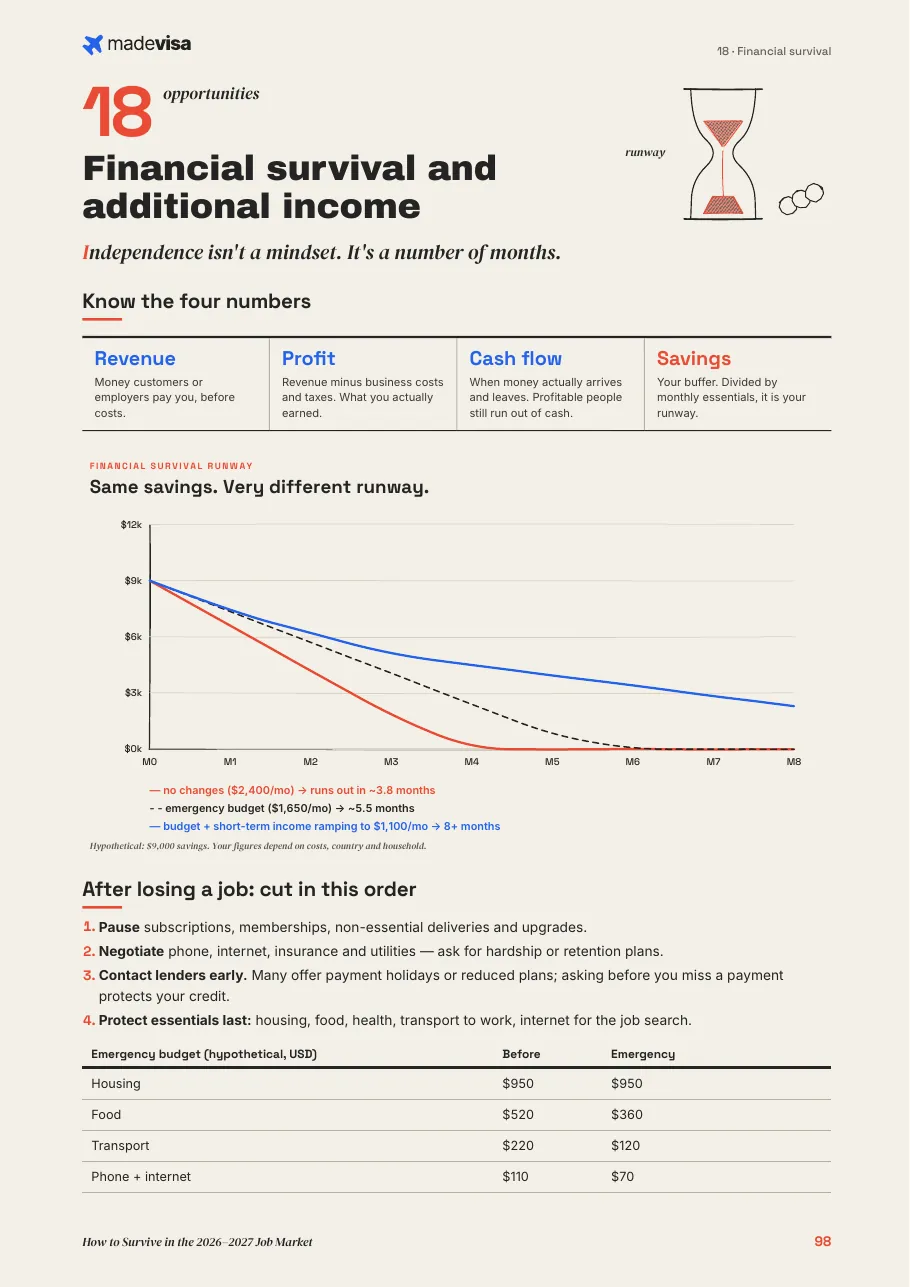 madevisa
18 · Financial survival
18 opportunities
runway
Financial survival and
additional income
Independence isn't a mindset. It's a number of months.
Know the four numbers
Revenue
Money customers or
employers pay you, before
costs.
Profit
Revenue minus business costs
and taxes. What you actually
earned.
Cash flow
When money actually arrives
and leaves. Profitable people
still run out of cash.
Savings
Your buffer. Divided by
monthly essentials, it is your
runway.
FINANCIAL SURVIVAL RUNWAY
Same savings. Very different runway.
$12k
$9k
$6k
$3k
$0k
M0 M1 M2 M3 M4 M5 M6 M7 M8
— no changes ($2,400/mo) → runs out in ~3.8 months
- - emergency budget ($1,650/mo) → ~5.5 months
— budget + short-term income ramping to $1,100/mo → 8+ months
Hypothetical: $9,000 savings. Your figures depend on costs, country and household.
After losing a job: cut in this order
1. Pause subscriptions, memberships, non-essential deliveries and upgrades.
2. Negotiate phone, internet, insurance and utilities — ask for hardship or retention plans.
3. Contact lenders early. Many offer payment holidays or reduced plans; asking before you miss a payment
protects your credit.
4. Protect essentials last: housing, food, health, transport to work, internet for the job search.
Emergency budget (hypothetical, USD) Before Emergency
Housing $950 $950
Food $520 $360
Transport $220 $120
Phone + internet $110 $70
How to Survive in the 2026–2027 Job Market
98